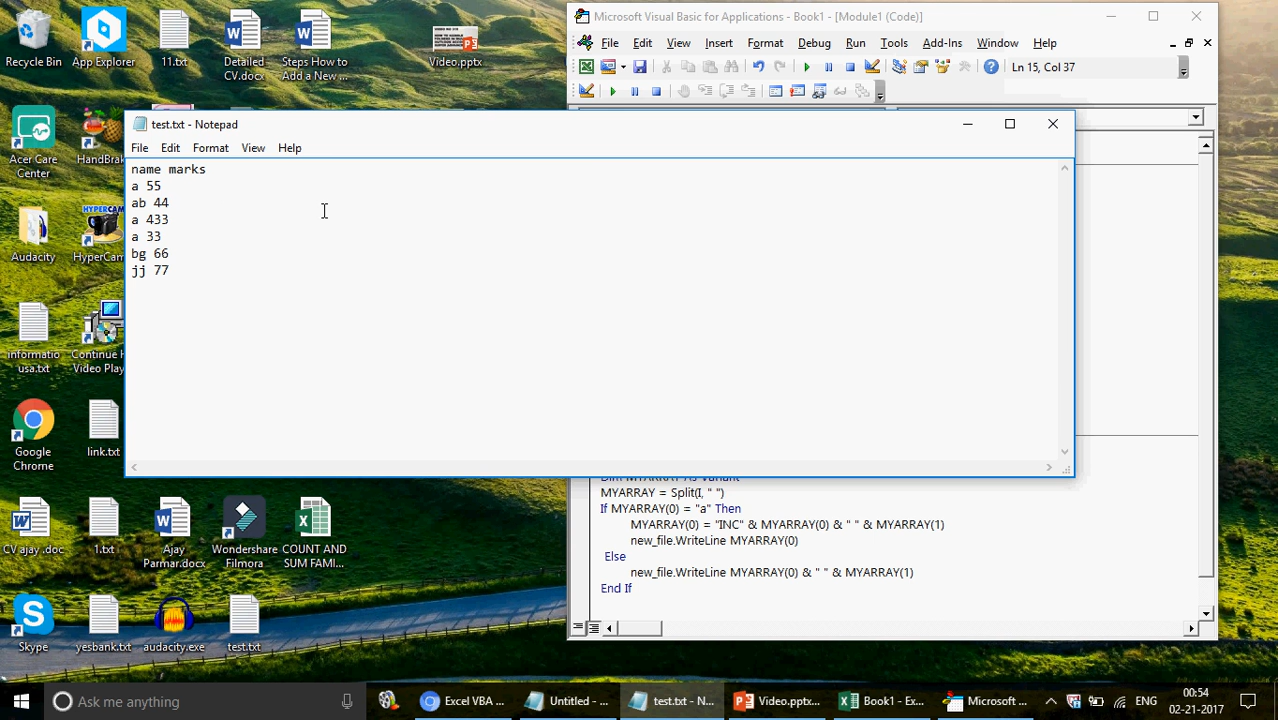 Recycle Bin
App Explorer
11.txt
Detailed
CV.docx
Steps How to
Add a New ...
Video.pptx
Acer Care
Center
HandBrak
Audacity
HyperCam
HYPERCAM
informatio
usa.txt
Continue H
Video Play
Google
Chrome
link.txt
CV ajay .doc
1.txt
Ajay
Parmar.docx
Wondershare
Filmora
COUNT AND
SUM FAMI...
Skype
yesbank.txt
audacity.exe
test.txt
Microsoft Visual Basic for Applications - Book1 - [Module1 (Code)]
File Edit View Insert Format Debug Run Tools Add-Ins Window Help
Ln 15, Col 37
test.txt - Notepad
File Edit Format View Help
name marks
a 55
ab 44
a 433
a 33
bg 66
jj 77
Dim MYARRAY As Variant
MYARRAY = Split(I, " ")
If MYARRAY(0) = "a" Then
MYARRAY(0) = "INC" & MYARRAY(0) & " " & MYARRAY(1)
new_file.WriteLine MYARRAY(0)
Else
new_file.WriteLine MYARRAY(0) & " " & MYARRAY(1)
End If
Ask me anything
Excel VBA ...
Untitled - ...
test.txt - N...
Video.pptx...
Book1 - Ex...
Microsoft ...
ENG
00:54
02-21-2017